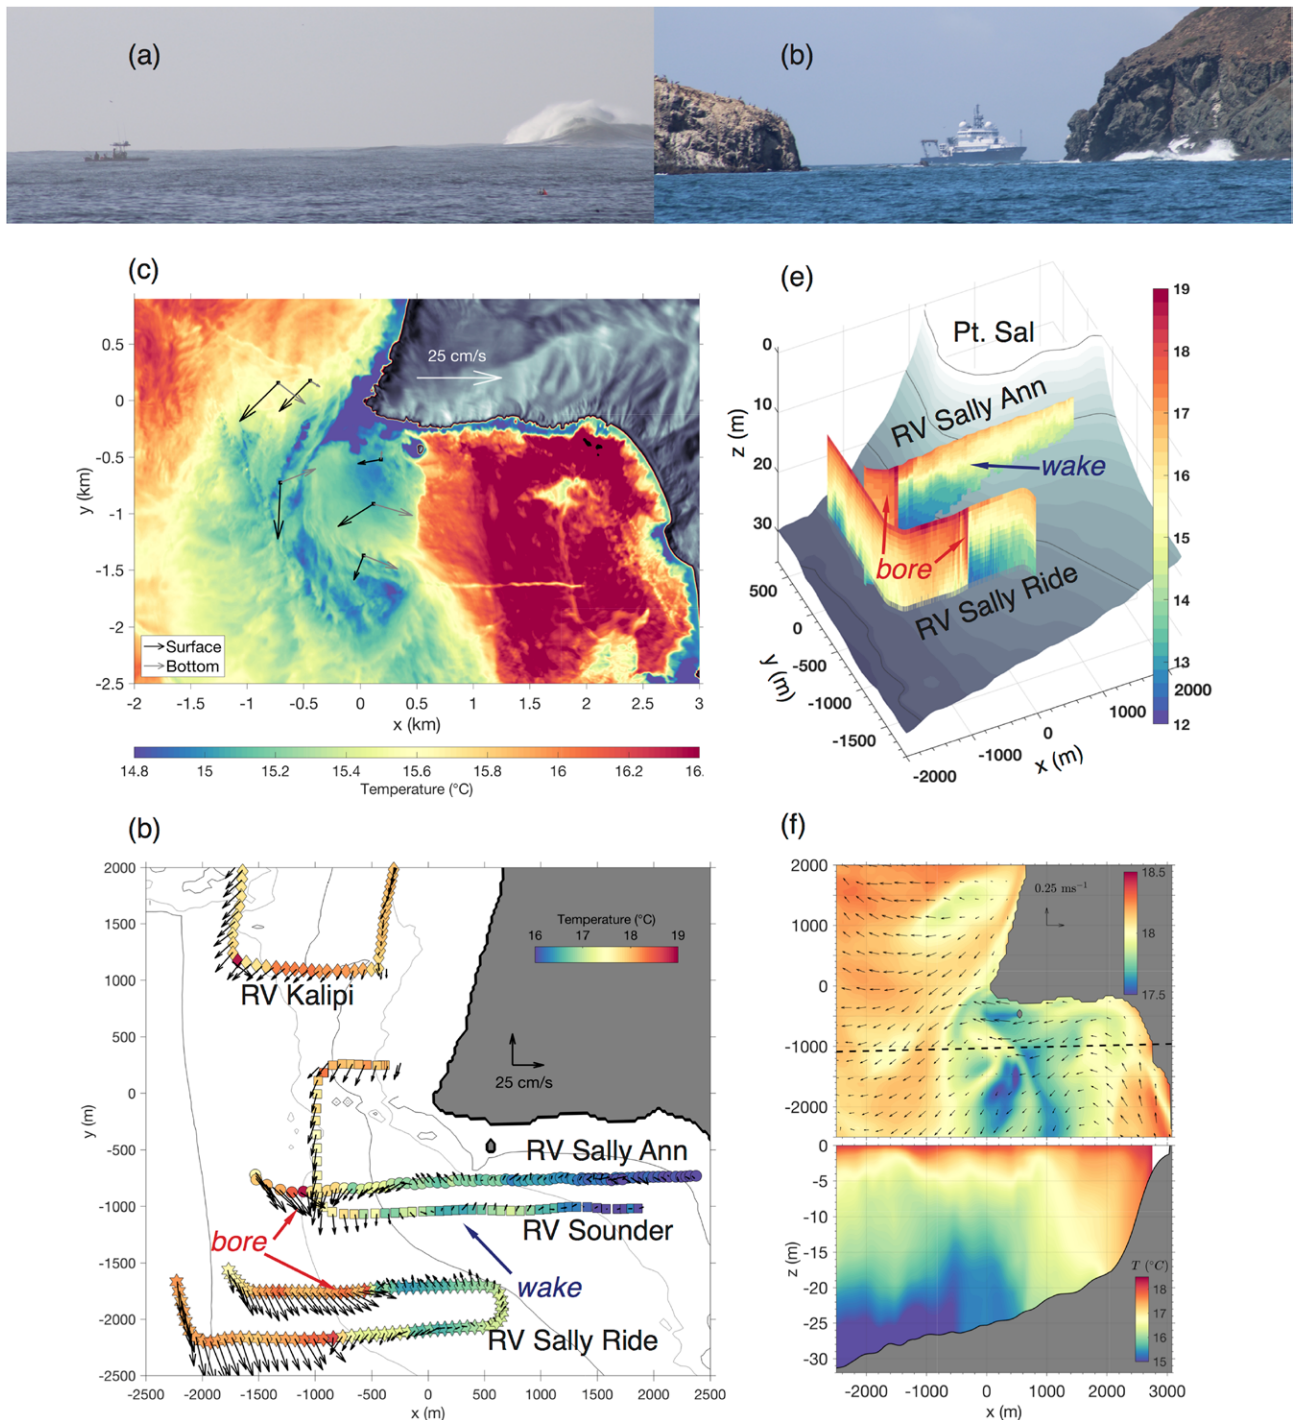 (a)
(b)
(c)
25 cm/s
Surface
Bottom
0.5
0
-0.5
-1
-1.5
-2
-2.5
y (km)
-2 -1.5 -1 -0.5 0 0.5 1 1.5 2 2.5 3
x (km)
14.8 15 15.2 15.4 15.6 15.8 16 16.2 16.
Temperature (°C)
(e)
Pt. Sal
RV Sally Ann
wake
bore
RV Sally Ride
0
10
20
30
z (m)
500
0
-500
-1000
-1500
y (m)
-2000 -1000 0 1000 2000
x (m)
19
18
17
16
15
14
13
12
(b)
2000
1500
1000
500
0
-500
-1000
-1500
-2000
-2500
y (m)
Temperature (°C)
16 17 18 19
RV Kalipi
25 cm/s
RV Sally Ann
RV Sounder
bore
wake
RV Sally Ride
-2500 -2000 -1500 -1000 -500 0 500 1000 1500 2000 2500
x (m)
(f)
2000
1000
0
-1000
-2000
0.25 ms⁻¹
18.5
18
17.5
0
-5
-10
-15
-20
-25
-30
z (m)
T (°C)
18
17
16
15
-2000 -1000 0 1000 2000 3000
x (m)